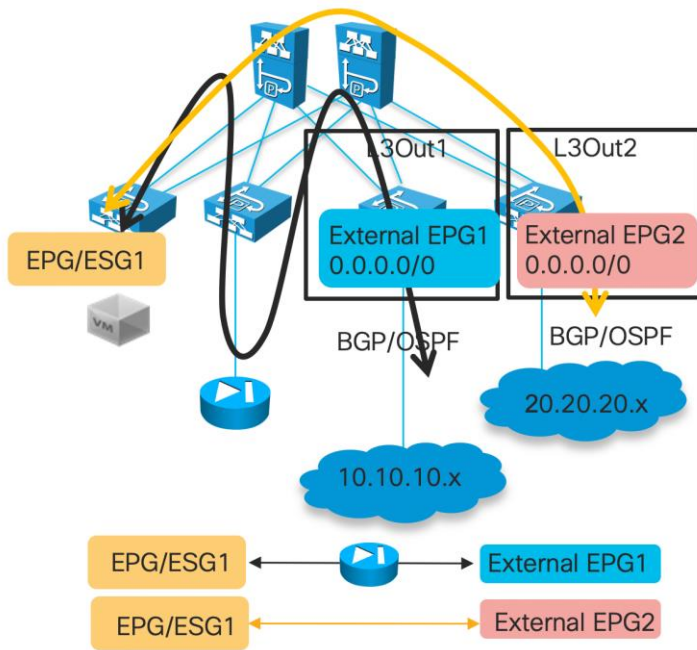 L3Out1
L3Out2
EPG/ESG1
External EPG1
0.0.0.0/0
External EPG2
0.0.0.0/0
VM
BGP/OSPF
BGP/OSPF
20.20.20.x
10.10.10.x
EPG/ESG1
External EPG1
EPG/ESG1
External EPG2